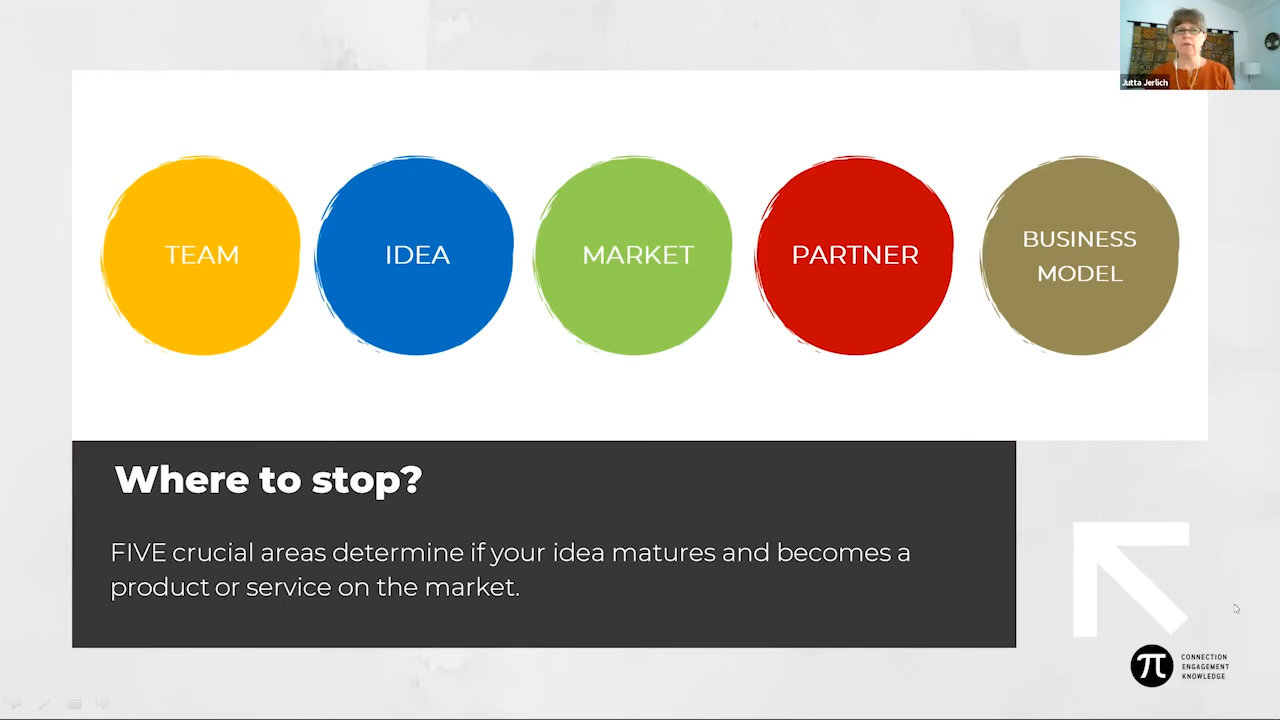 Jutta Jerlich
TEAM
IDEA
MARKET
PARTNER
BUSINESS
MODEL
Where to stop?
FIVE crucial areas determine if your idea matures and becomes a
product or service on the market.
π
CONNECTION
ENGAGEMENT
KNOWLEDGE